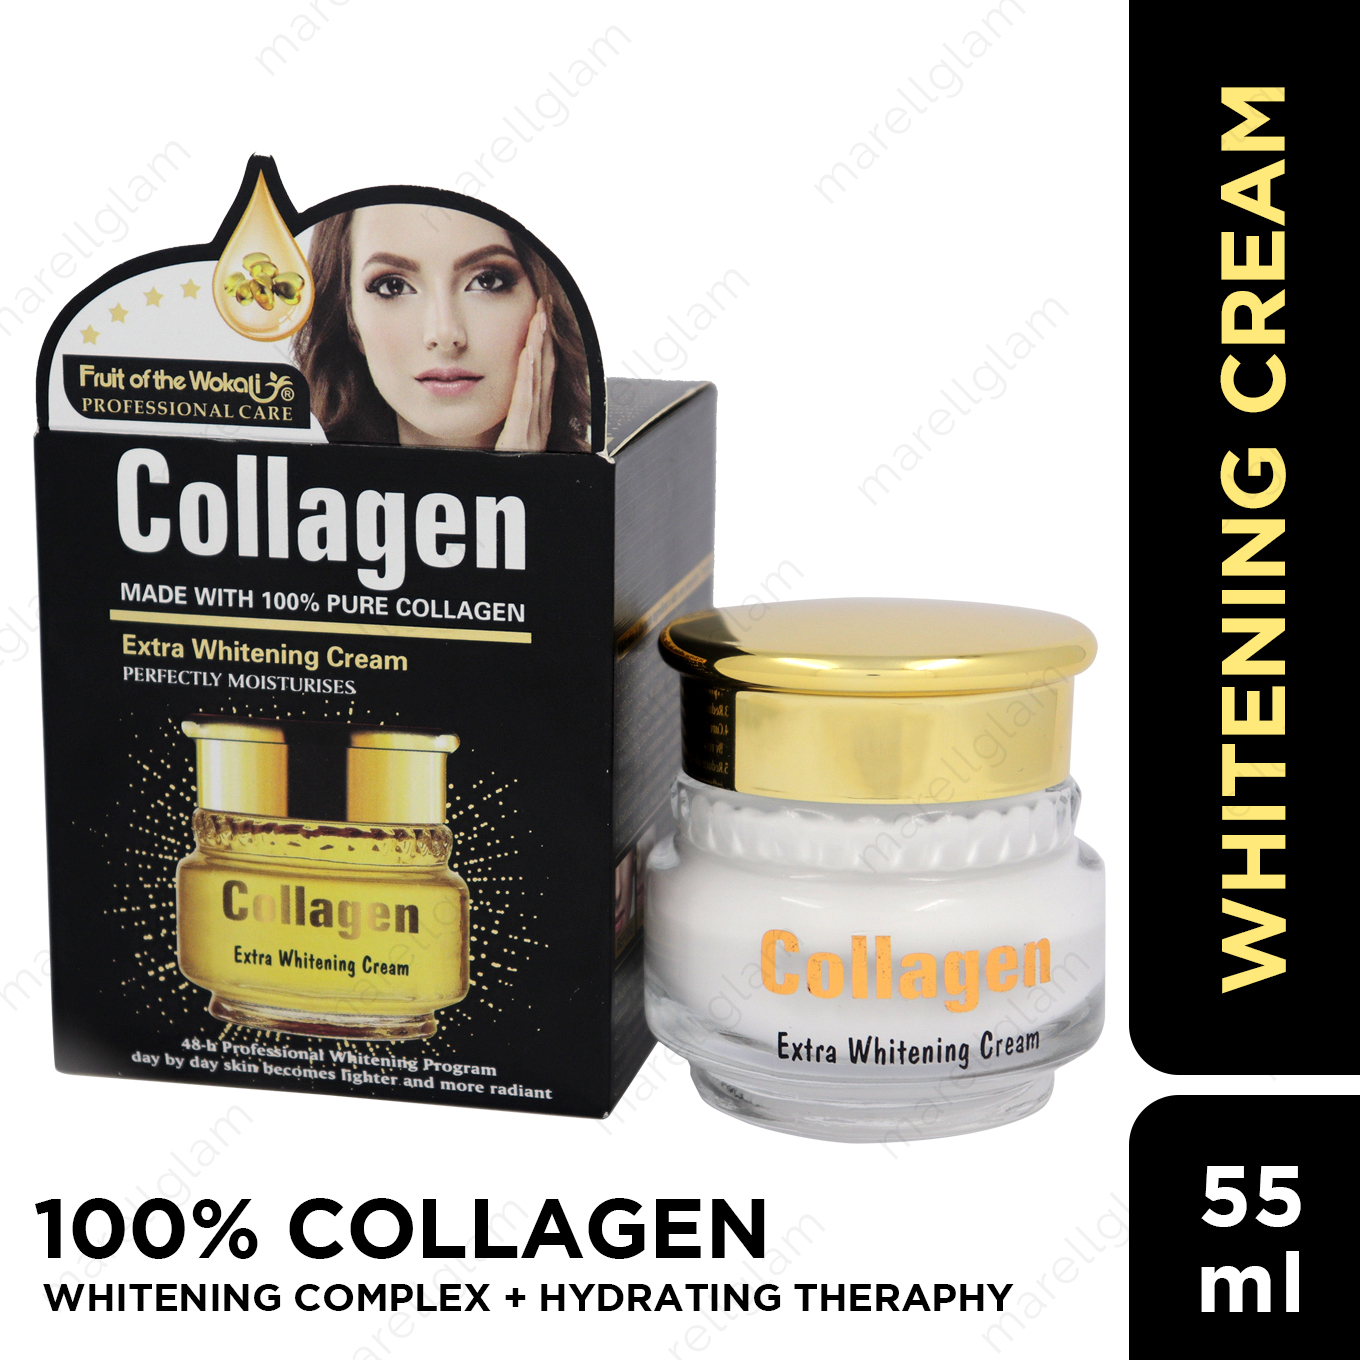 Fruit of the Wokali ®
PROFESSIONAL CARE
Collagen
MADE WITH 100% PURE COLLAGEN
Extra Whitening Cream
PERFECTLY MOISTURISES
Collagen
Extra Whitening Cream
48-h Professional Whitening Program
day by day skin becomes lighter and more radiant
Collagen
Extra Whitening Cream
WHITENING CREAM
55
ml
100% COLLAGEN
WHITENING COMPLEX + HYDRATING THERAPHY
marellglam